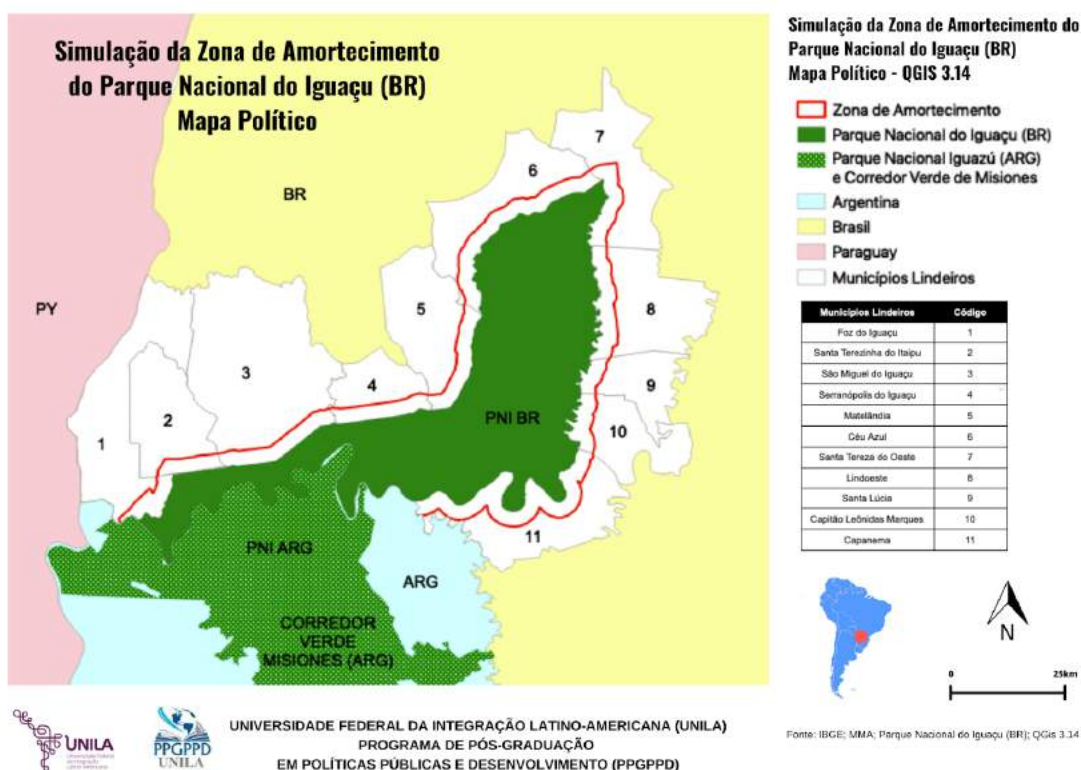 Simulação da Zona de Amortecimento
do Parque Nacional do Iguaçu (BR)
Mapa Político
BR
PY
ARG
PNI BR
PNI ARG
CORREDOR
VERDE
MISIONES (ARG)
1
2
3
4
5
6
7
8
9
10
11
Simulação da Zona de Amortecimento do
Parque Nacional do Iguaçu (BR)
Mapa Político - QGIS 3.14
Zona de Amortecimento
Parque Nacional do Iguaçu (BR)
Parque Nacional Iguazú (ARG)
e Corredor Verde de Misiones
Argentina
Brasil
Paraguay
Municípios Lindeiros
Municípios Lindeiros Código
Foz do Iguaçu 1
Santa Terezinha do Itaipu 2
São Miguel do Iguaçu 3
Serranópolis do Iguaçu 4
Matelândia 5
Céu Azul 6
Santa Tereza do Oeste 7
Lindoeste 8
Santa Lúcia 9
Capitão Leônidas Marques 10
Capanema 11
N
0 25km
Fonte: IBGE; MMA; Parque Nacional do Iguaçu (BR); QGis 3.14
UNILA
PPGPPD
UNILA
UNIVERSIDADE FEDERAL DA INTEGRAÇÃO LATINO-AMERICANA (UNILA)
PROGRAMA DE PÓS-GRADUAÇÃO
EM POLÍTICAS PÚBLICAS E DESENVOLVIMENTO (PPGPPD)